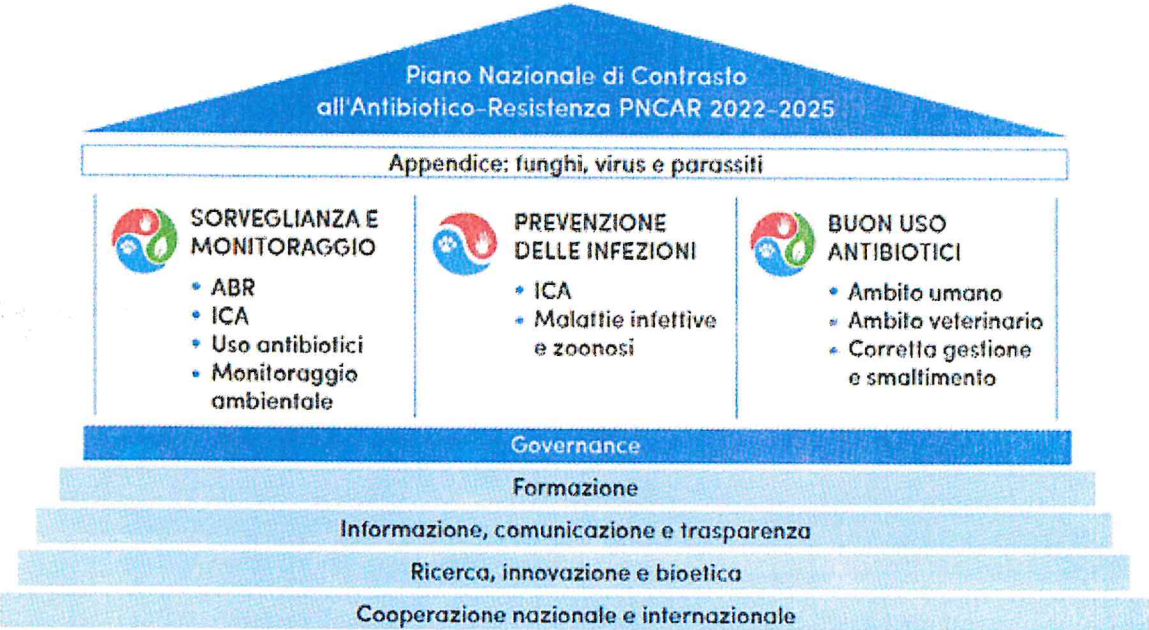 Piano Nazionale di Contrasto
all'Antibiotico-Resistenza PNCAR 2022-2025
Appendice: funghi, virus e parassiti
SORVEGLIANZA E
MONITORAGGIO
• ABR
• ICA
• Uso antibiotici
• Monitoraggio
ambientale
PREVENZIONE
DELLE INFEZIONI
• ICA
• Malattie infettive
e zoonosi
BUON USO
ANTIBIOTICI
• Ambito umano
• Ambito veterinario
• Corretta gestione
e smaltimento
Governance
Formazione
Informazione, comunicazione e trasparenza
Ricerca, innovazione e bioetica
Cooperazione nazionale e internazionale